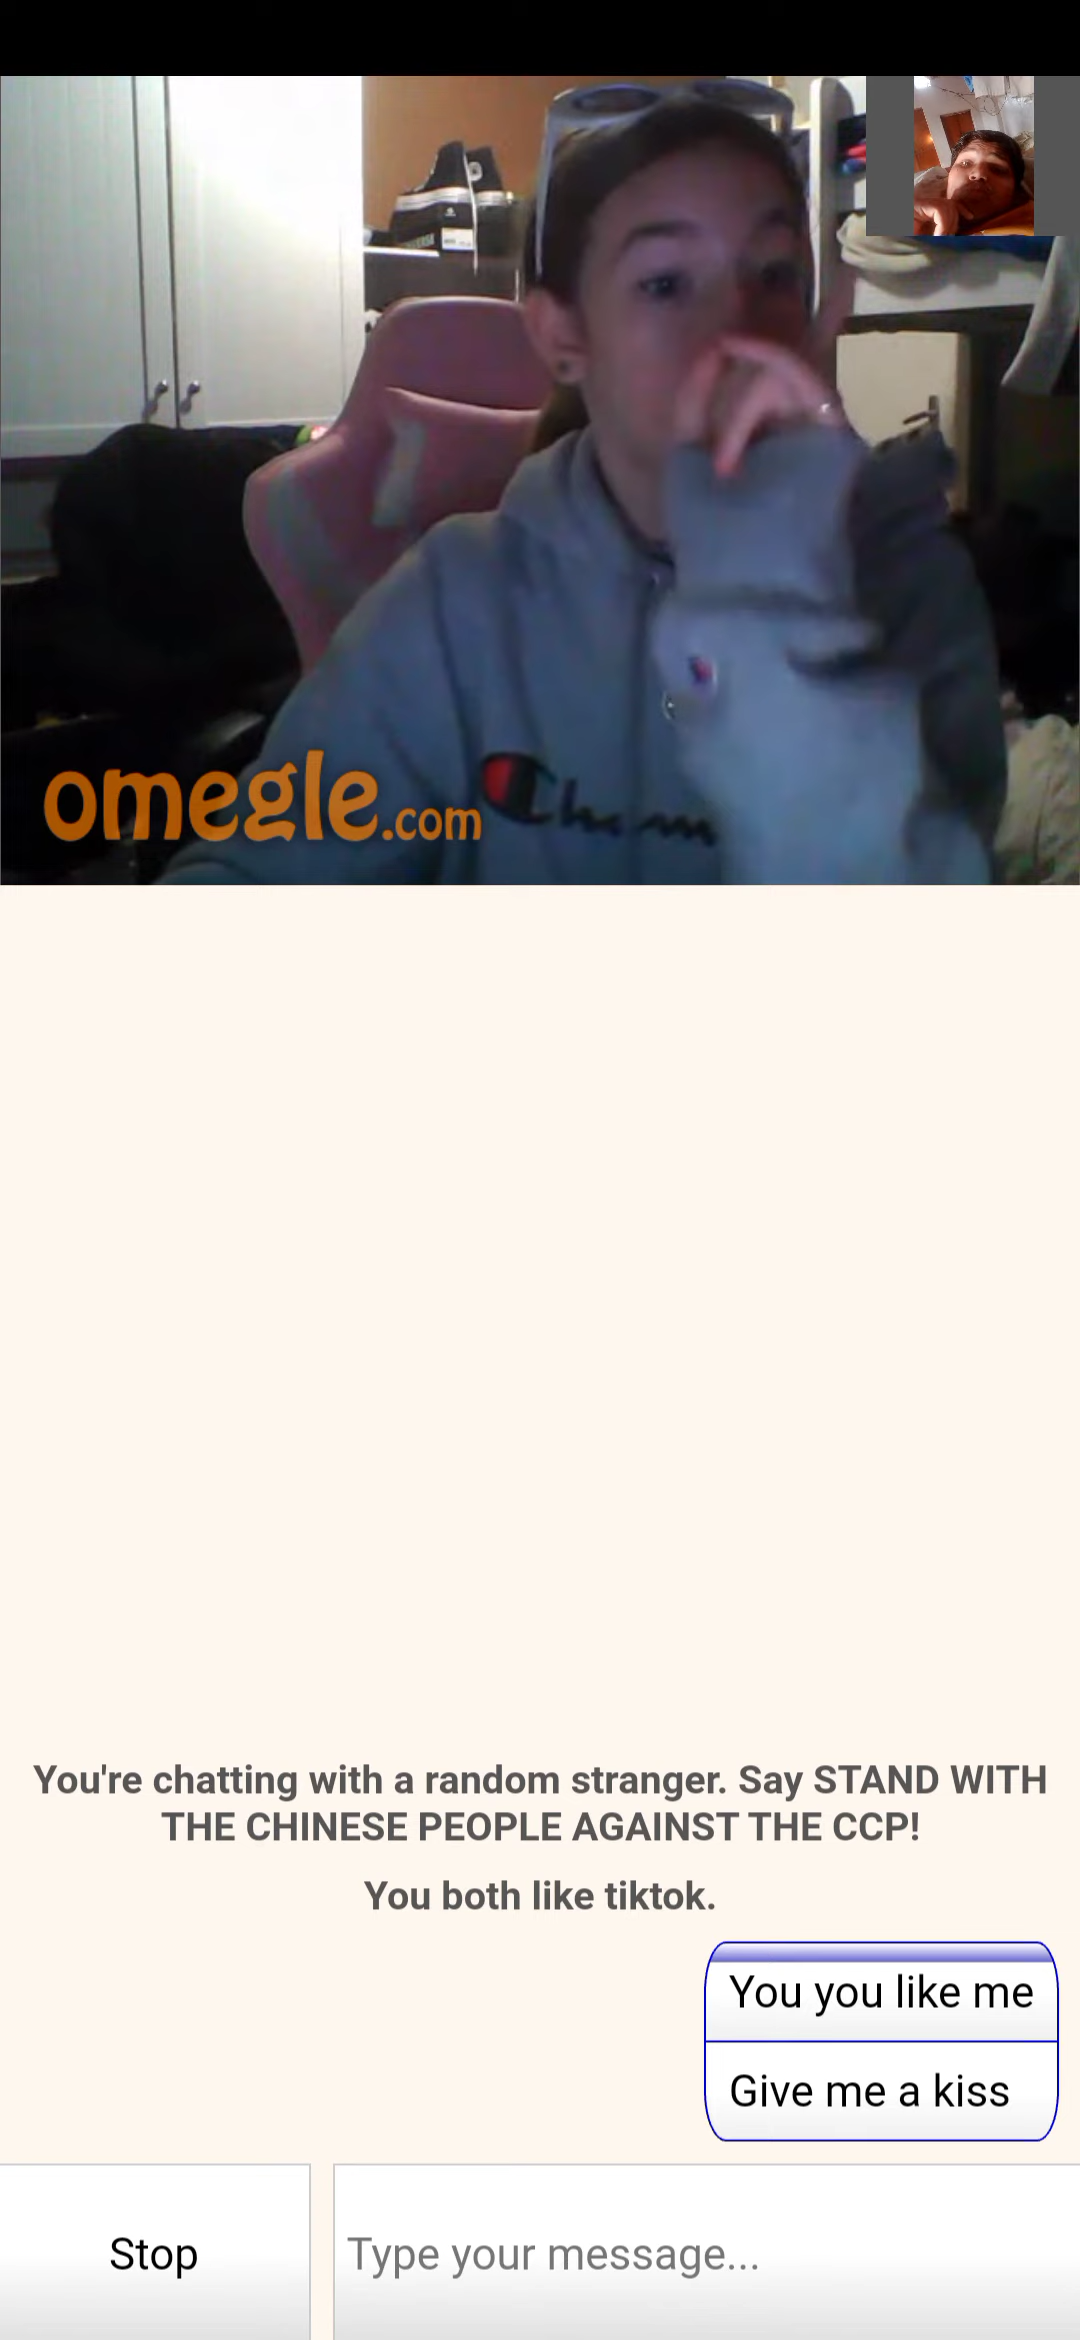 omegle.com
Cham
You're chatting with a random stranger. Say STAND WITH
THE CHINESE PEOPLE AGAINST THE CCP!
You both like tiktok.
You you like me
Give me a kiss
Stop
Type your message...